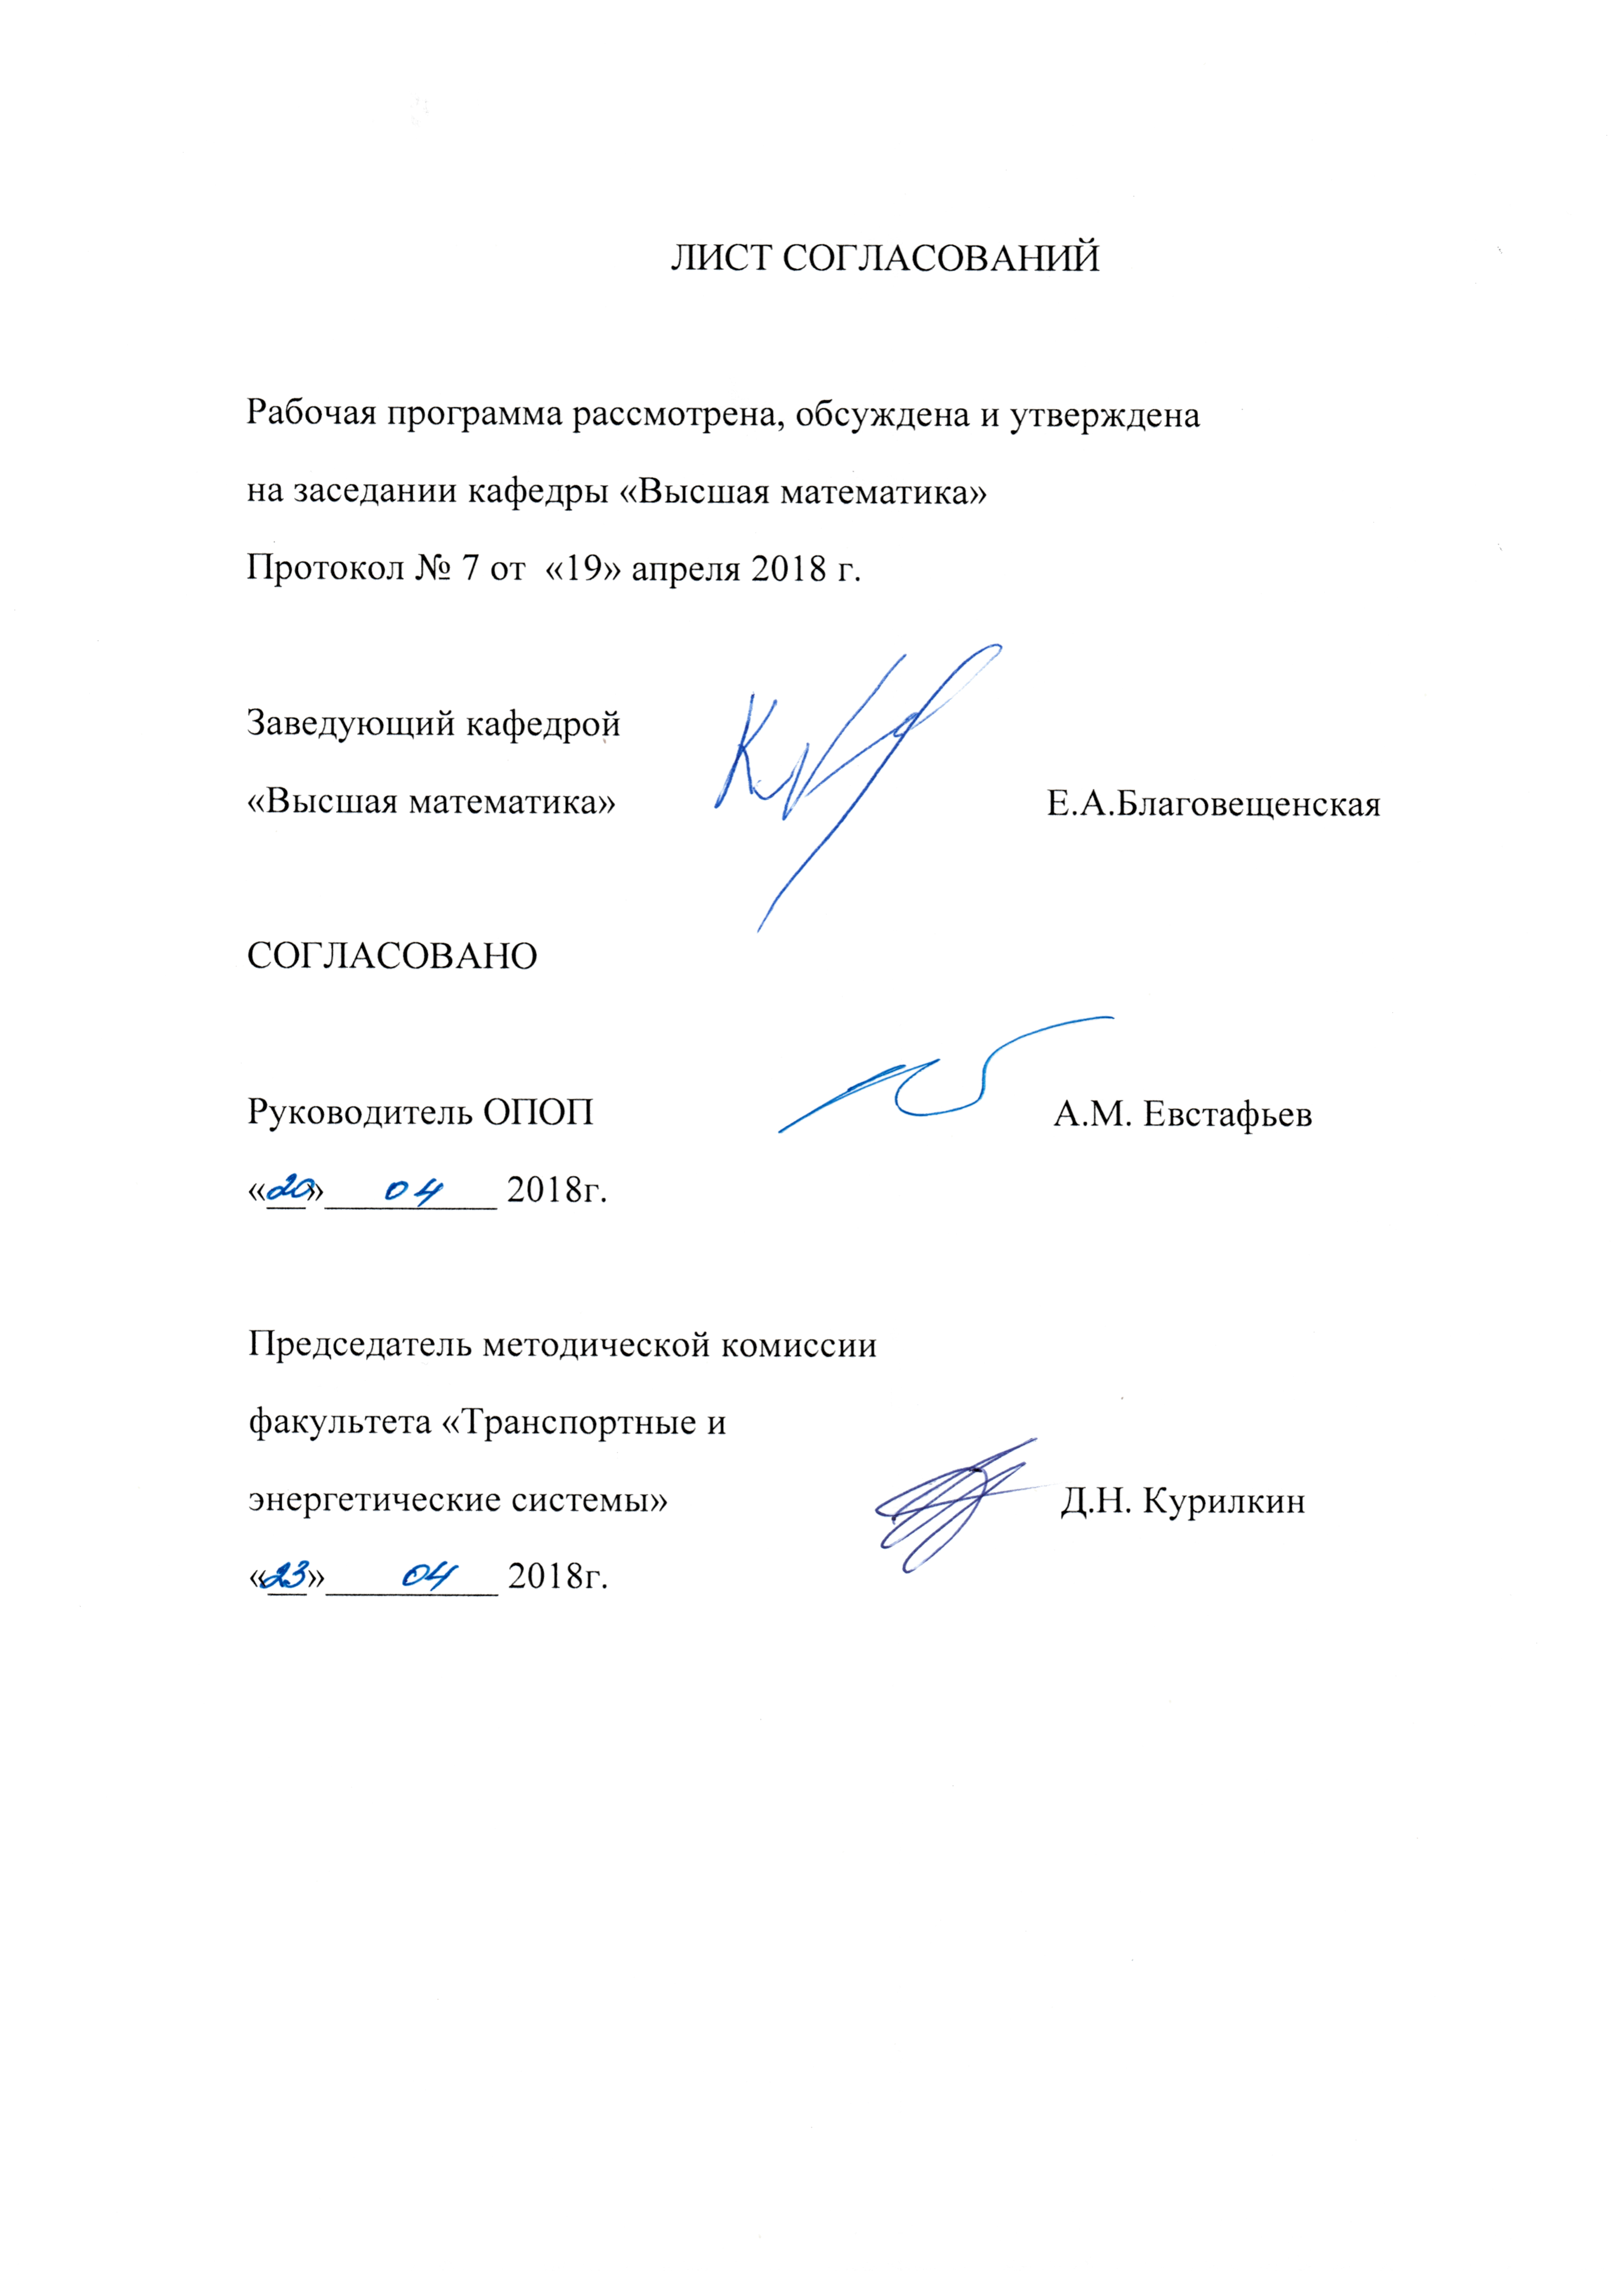 ЛИСТ СОГЛАСОВАНИЙ
Рабочая программа рассмотрена, обсуждена и утверждена
на заседании кафедры «Высшая математика»
Протокол № 7 от «19» апреля 2018 г.
Заведующий кафедрой
«Высшая математика» Е.А.Благовещенская
СОГЛАСОВАНО
Руководитель ОПОП А.М. Евстафьев
«20» 04 2018г.
Председатель методической комиссии
факультета «Транспортные и
энергетические системы» Д.Н. Курилкин
«23» 04 2018г.